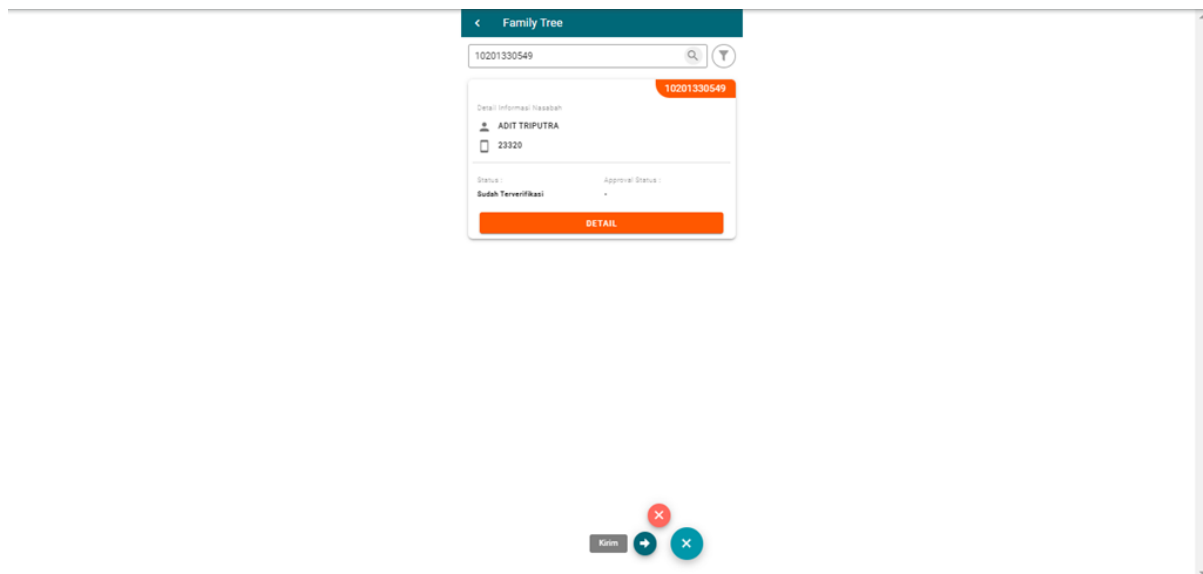 Family Tree
10201330549
10201330549
Detail Informasi Nasabah
ADIT TRIPUTRA
23320
Status : Approval Status :
Sudah Terverifikasi -
DETAIL
Kirim